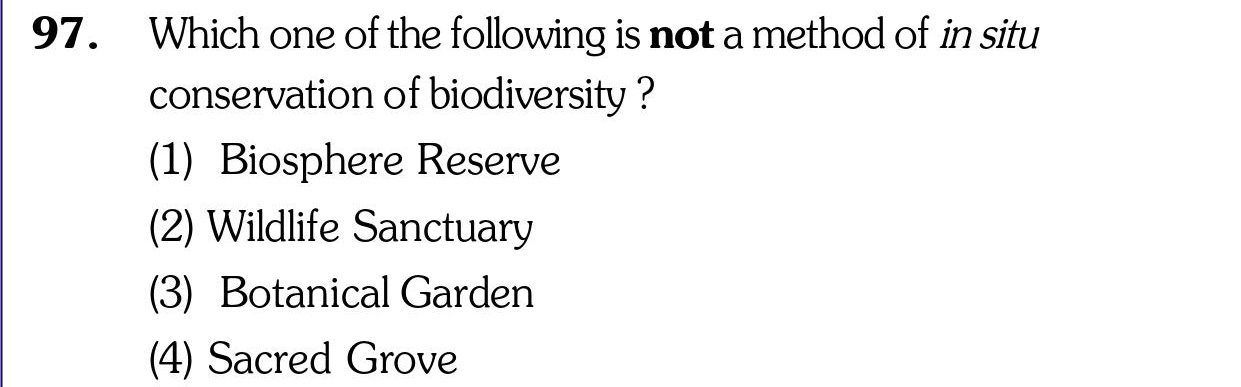 97. Which one of the following is not a method of in situ
conservation of biodiversity ?
(1) Biosphere Reserve
(2) Wildlife Sanctuary
(3) Botanical Garden
(4) Sacred Grove